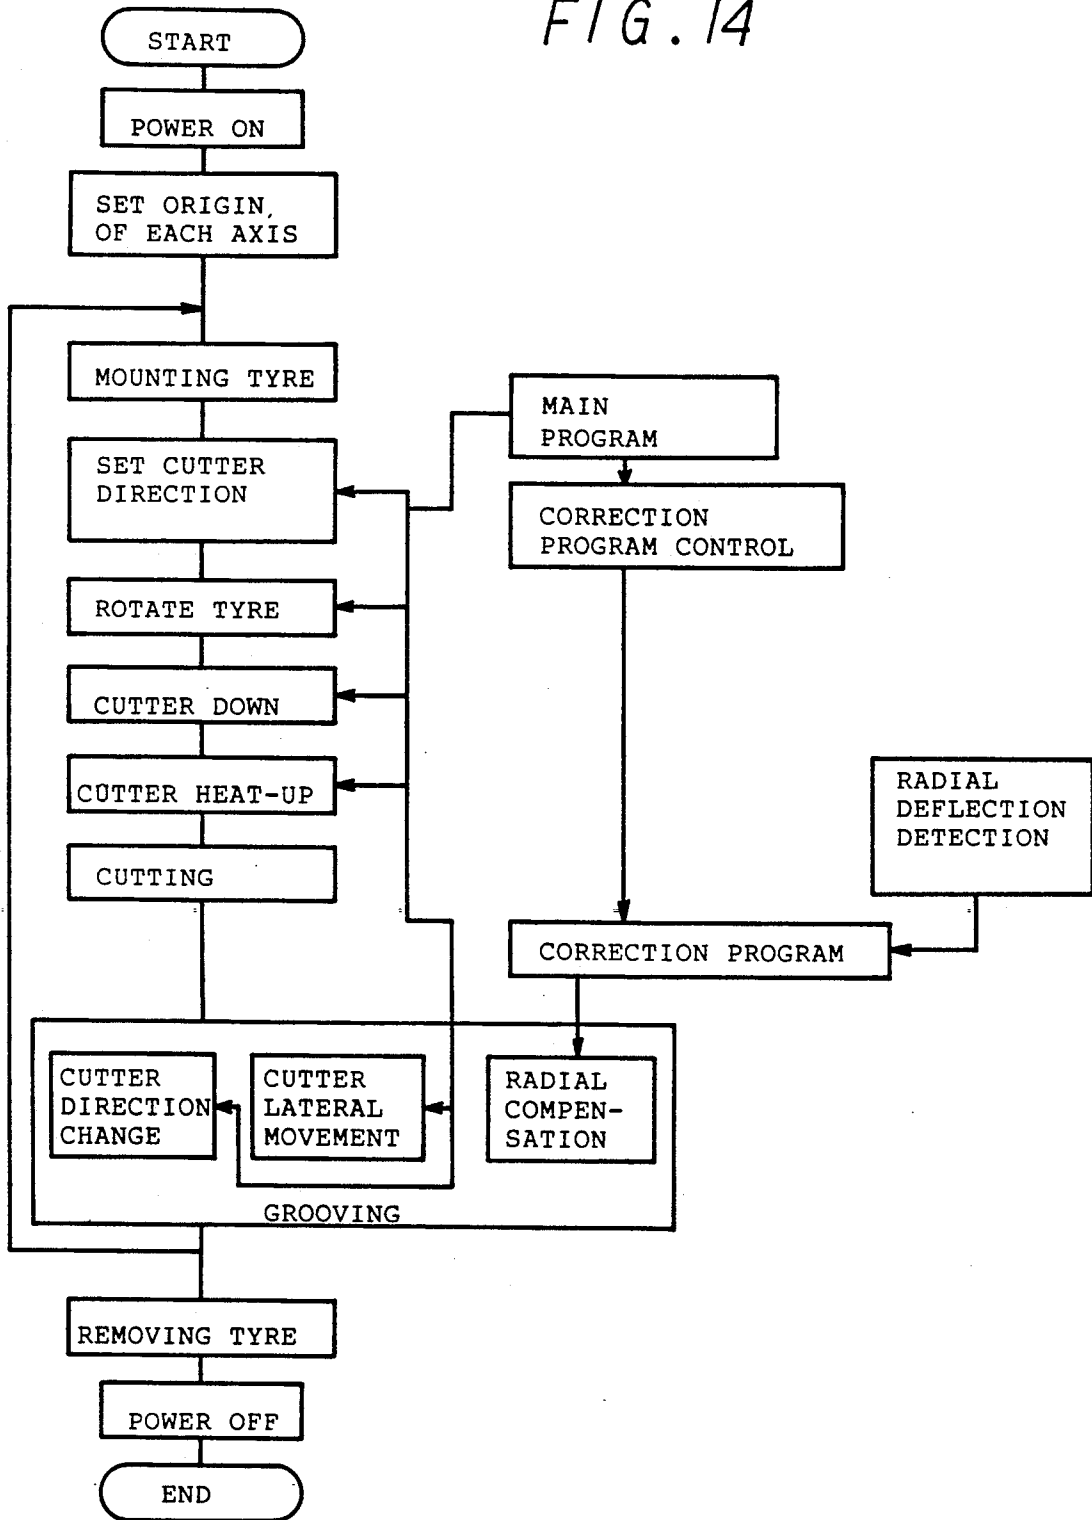 FIG. 14
START
POWER ON
SET ORIGIN,
OF EACH AXIS
MOUNTING TYRE
SET CUTTER
DIRECTION
ROTATE TYRE
CUTTER DOWN
CUTTER HEAT-UP
CUTTING
MAIN
PROGRAM
CORRECTION
PROGRAM CONTROL
RADIAL
DEFLECTION
DETECTION
CORRECTION PROGRAM
CUTTER
DIRECTION
CHANGE
CUTTER
LATERAL
MOVEMENT
RADIAL
COMPEN-
SATION
GROOVING
REMOVING TYRE
POWER OFF
END